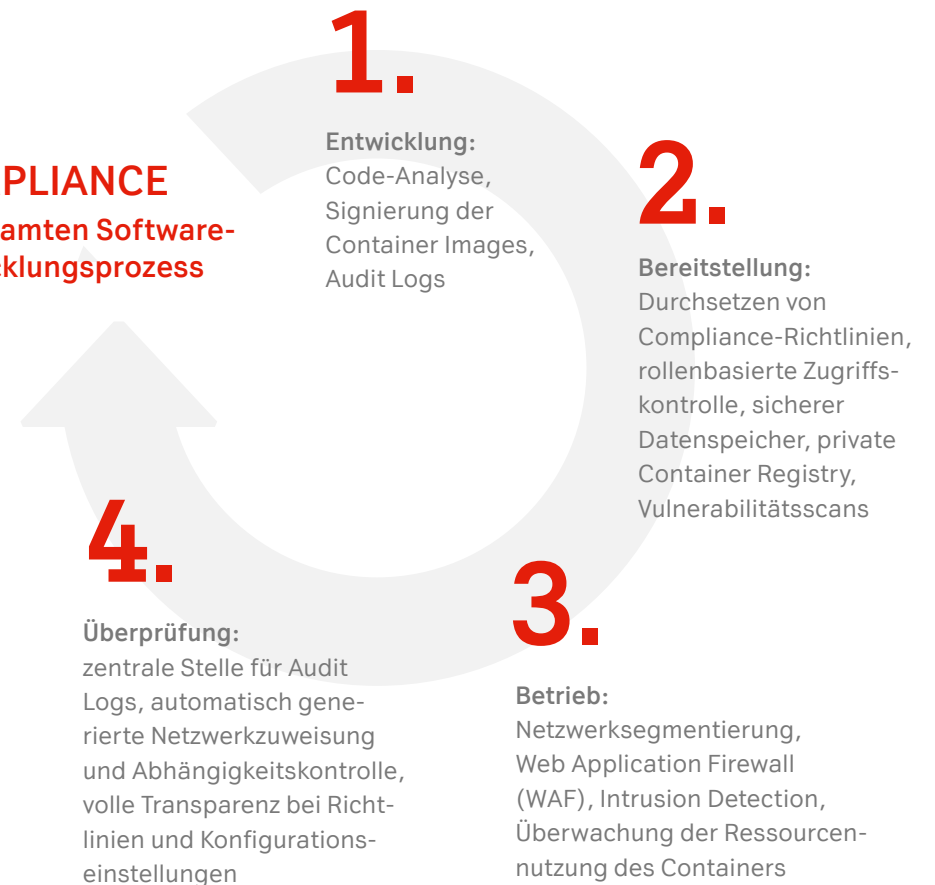 PLIANCE
amten Software-
cklungsprozess
1.
Entwicklung:
Code-Analyse,
Signierung der
Container Images,
Audit Logs
2.
Bereitstellung:
Durchsetzen von
Compliance-Richtlinien,
rollenbasierte Zugriffs-
kontrolle, sicherer
Datenspeicher, private
Container Registry,
Vulnerabilitätsscans
3.
Betrieb:
Netzwerksegmentierung,
Web Application Firewall
(WAF), Intrusion Detection,
Überwachung der Ressourcen-
nutzung des Containers
4.
Überprüfung:
zentrale Stelle für Audit
Logs, automatisch gene-
rierte Netzwerkzuweisung
und Abhängigkeitskontrolle,
volle Transparenz bei Richt-
linien und Konfigurations-
einstellungen